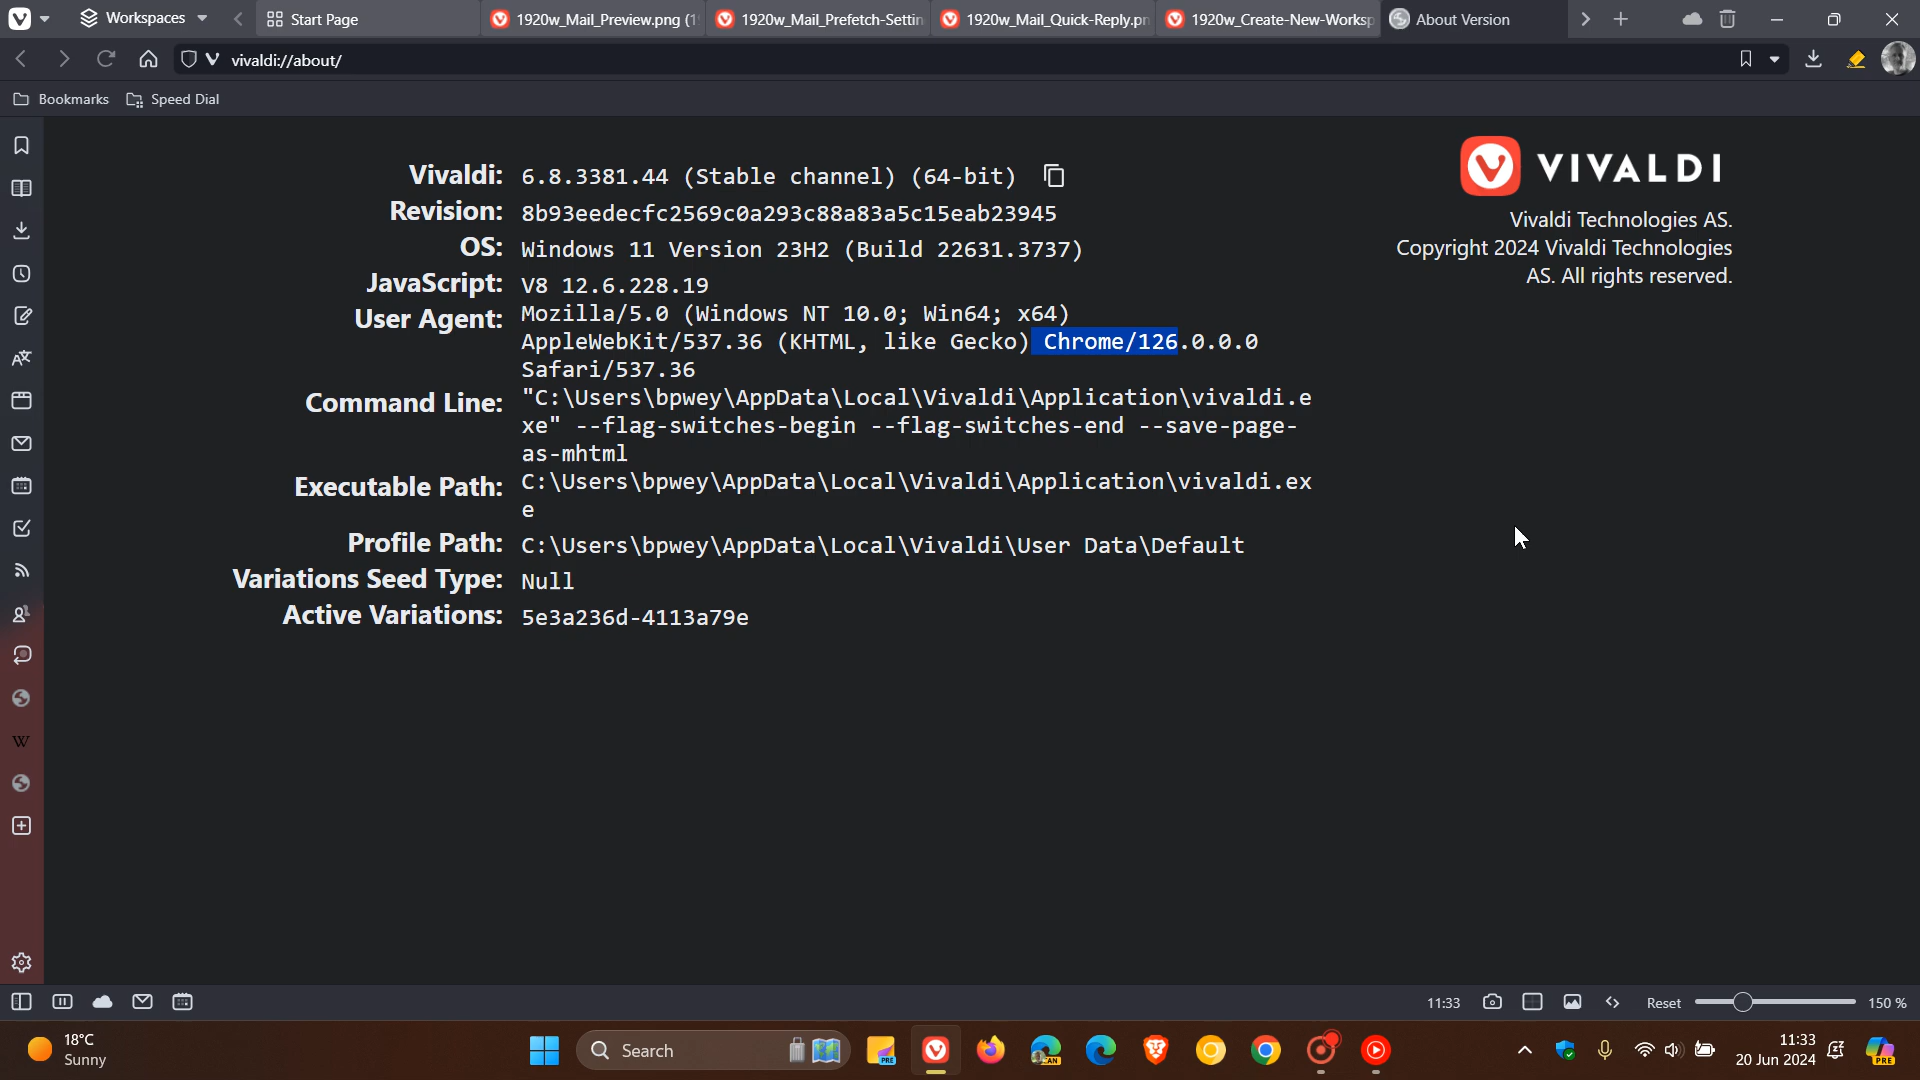 Workspaces
Start Page
1920w_Mail_Preview.png (1
1920w_Mail_Prefetch-Settin
1920w_Mail_Quick-Reply.pn
1920w_Create-New-Worksp
About Version
vivaldi://about/
Bookmarks
Speed Dial
Vivaldi: 6.8.3381.44 (Stable channel) (64-bit)
Revision: 8b93eedecfc2569c0a293c88a83a5c15eab23945
OS: Windows 11 Version 23H2 (Build 22631.3737)
JavaScript: V8 12.6.228.19
User Agent: Mozilla/5.0 (Windows NT 10.0; Win64; x64)
AppleWebKit/537.36 (KHTML, like Gecko) Chrome/126.0.0.0
Safari/537.36
Command Line: "C:\Users\bpwey\AppData\Local\Vivaldi\Application\vivaldi.e
xe" --flag-switches-begin --flag-switches-end --save-page-
as-mhtml
Executable Path: C:\Users\bpwey\AppData\Local\Vivaldi\Application\vivaldi.ex
e
Profile Path: C:\Users\bpwey\AppData\Local\Vivaldi\User Data\Default
Variations Seed Type: Null
Active Variations: 5e3a236d-4113a79e
VIVALDI
Vivaldi Technologies AS.
Copyright 2024 Vivaldi Technologies
AS. All rights reserved.
W
11:33
Reset
150 %
18°C
Sunny
Search
PRE
CAN
11:33
20 Jun 2024
PRE